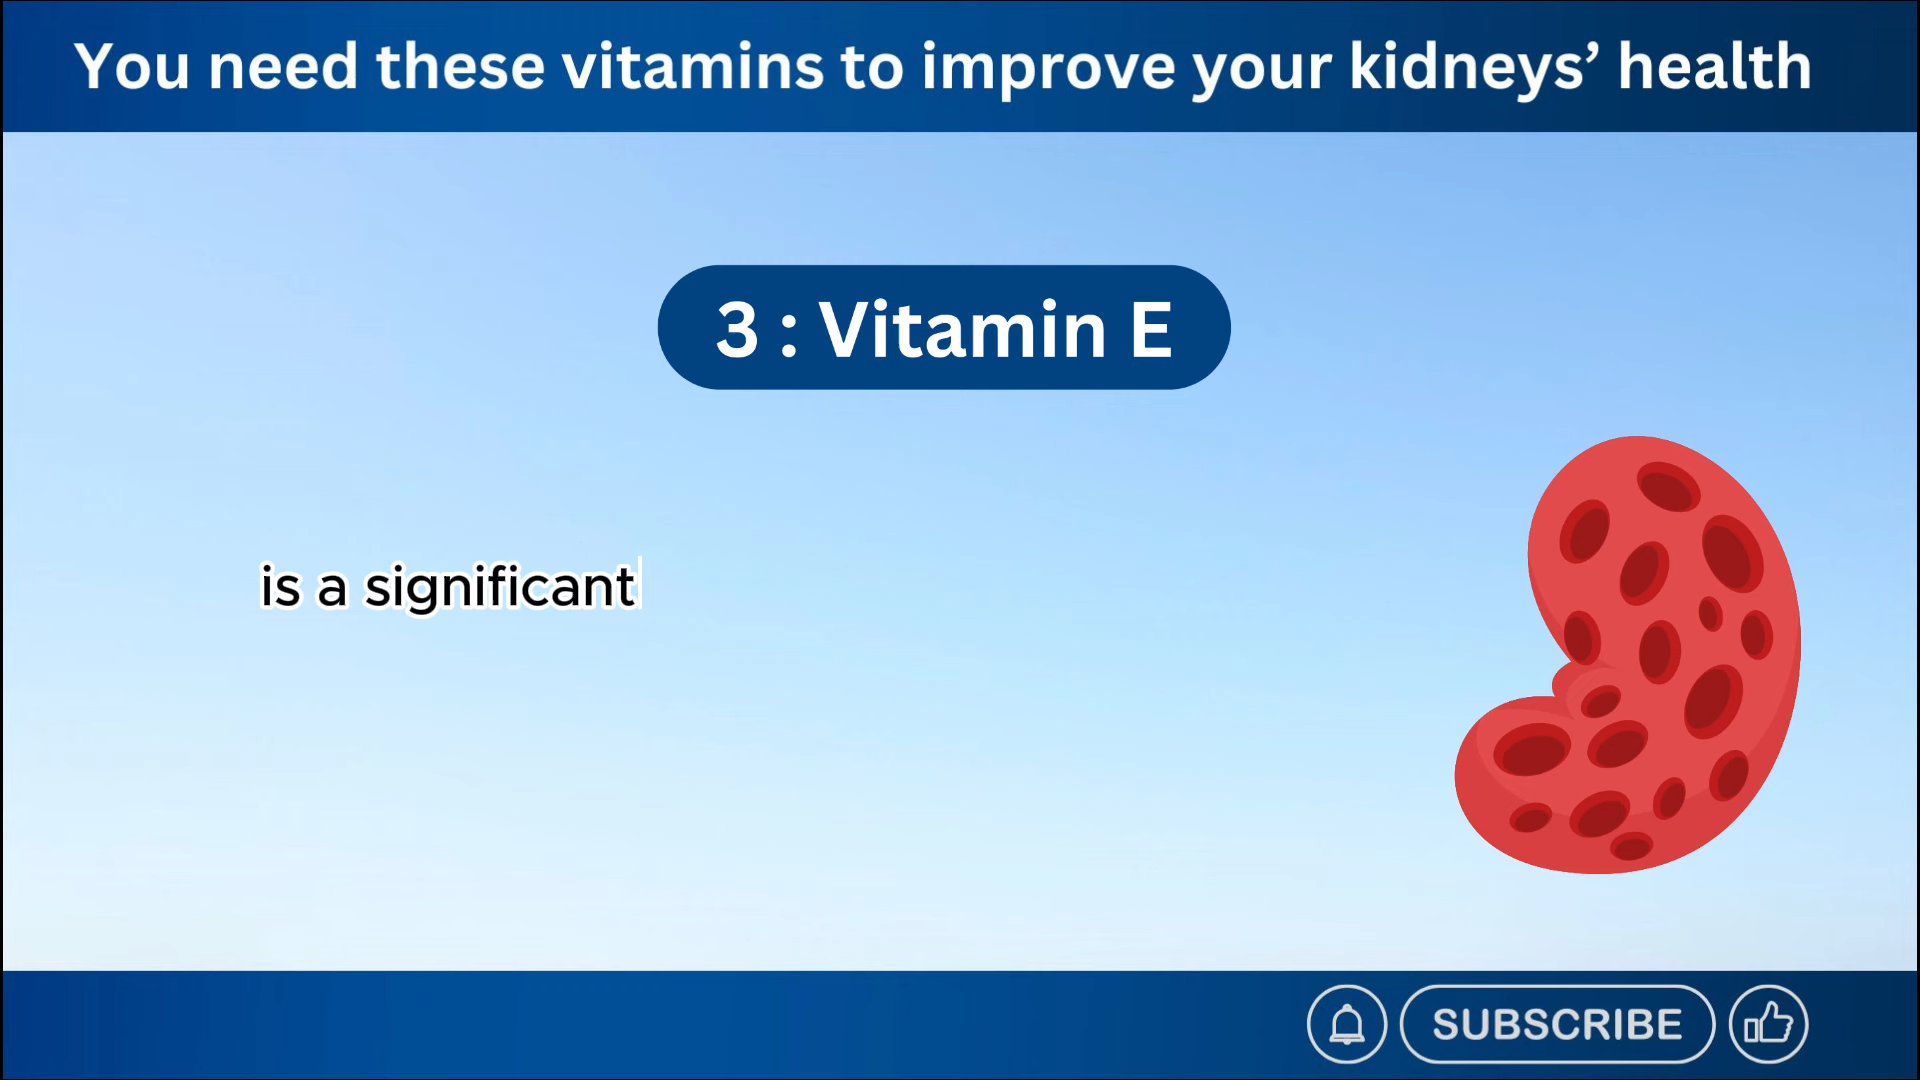 You need these vitamins to improve your kidneys’ health
3 : Vitamin E
is a significant
SUBSCRIBE